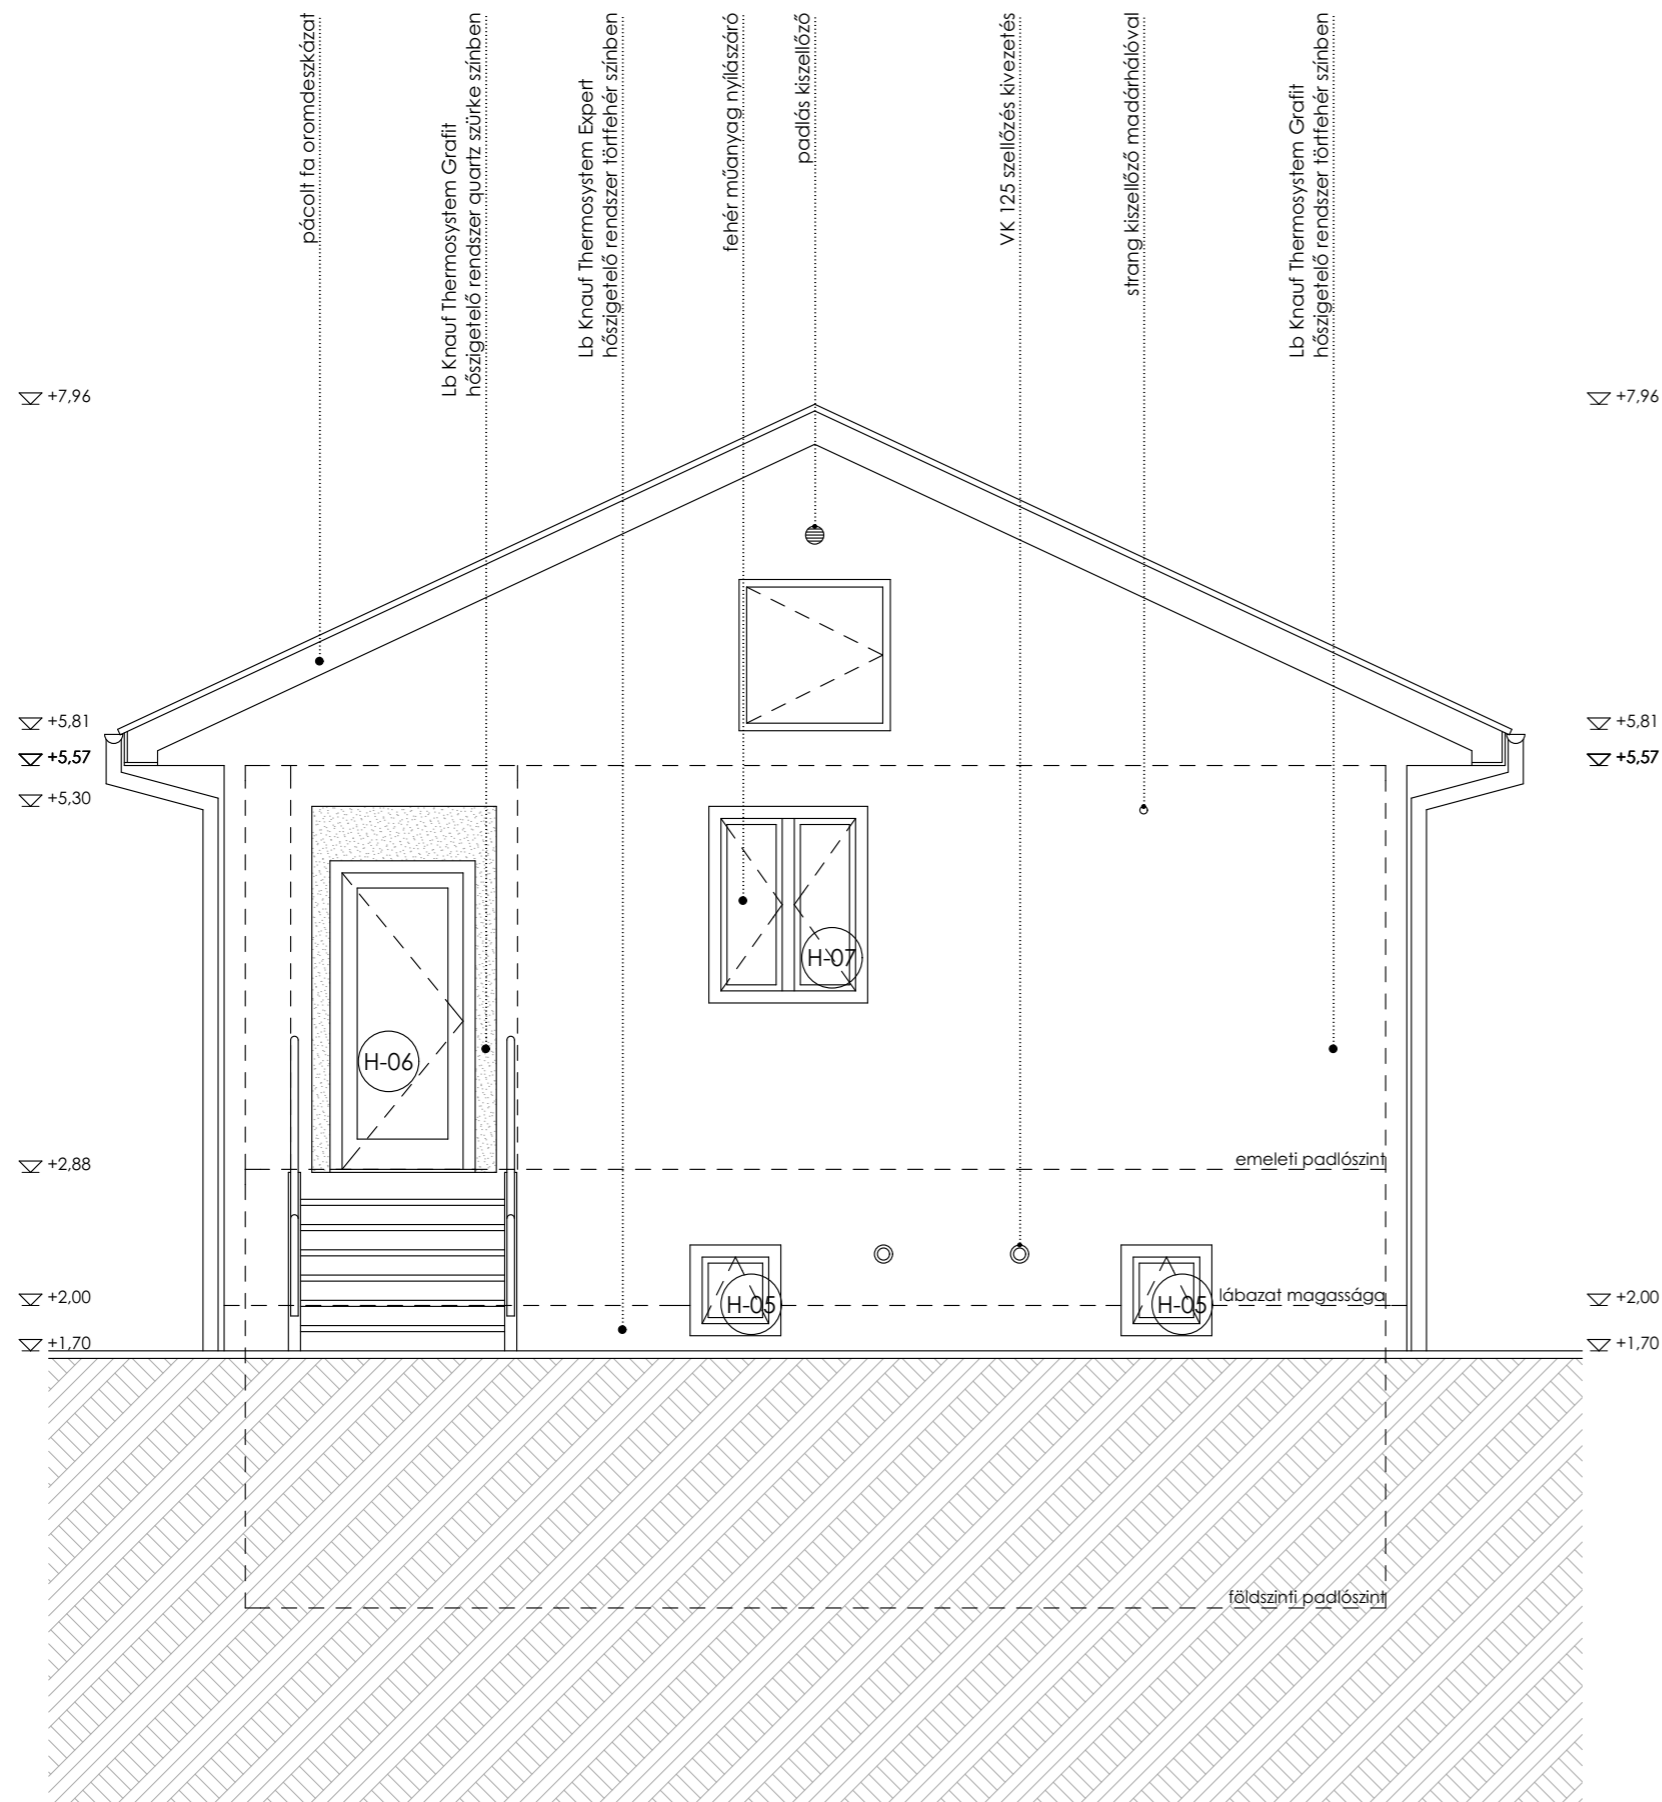 pácolt fa oromdeszkázat
Lb Knauf Thermosystem Grafit
hőszigetelő rendszer quartz szürke színben
Lb Knauf Thermosystem Expert
hőszigetelő rendszer törtfehér színben
fehér műanyag nyílászáró
padlás kiszellőző
VK 125 szellőzés kivezetés
strang kiszellőző madárhálóval
Lb Knauf Thermosystem Grafit
hőszigetelő rendszer törtfehér színben
+7,96
+7,96
+5,81
+5,81
+5,57
+5,57
+5,30
H-07
H-06
+2,88
emeleti padlószint
+2,00
H-05
H-05
lábazat magassága
+2,00
+1,70
+1,70
földszinti padlószint